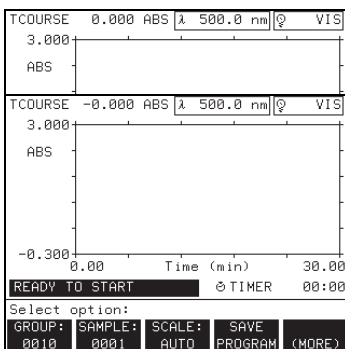 TCOURSE 0.000 ABS λ 500.0 nm VIS
3.000
ABS
TCOURSE -0.000 ABS λ 500.0 nm VIS
3.000
ABS
-0.300
0.00 Time (min) 30.00
READY TO START TIMER 00:00
Select option:
GROUP: SAMPLE: SCALE: SAVE
0010 0001 AUTO PROGRAM (MORE)